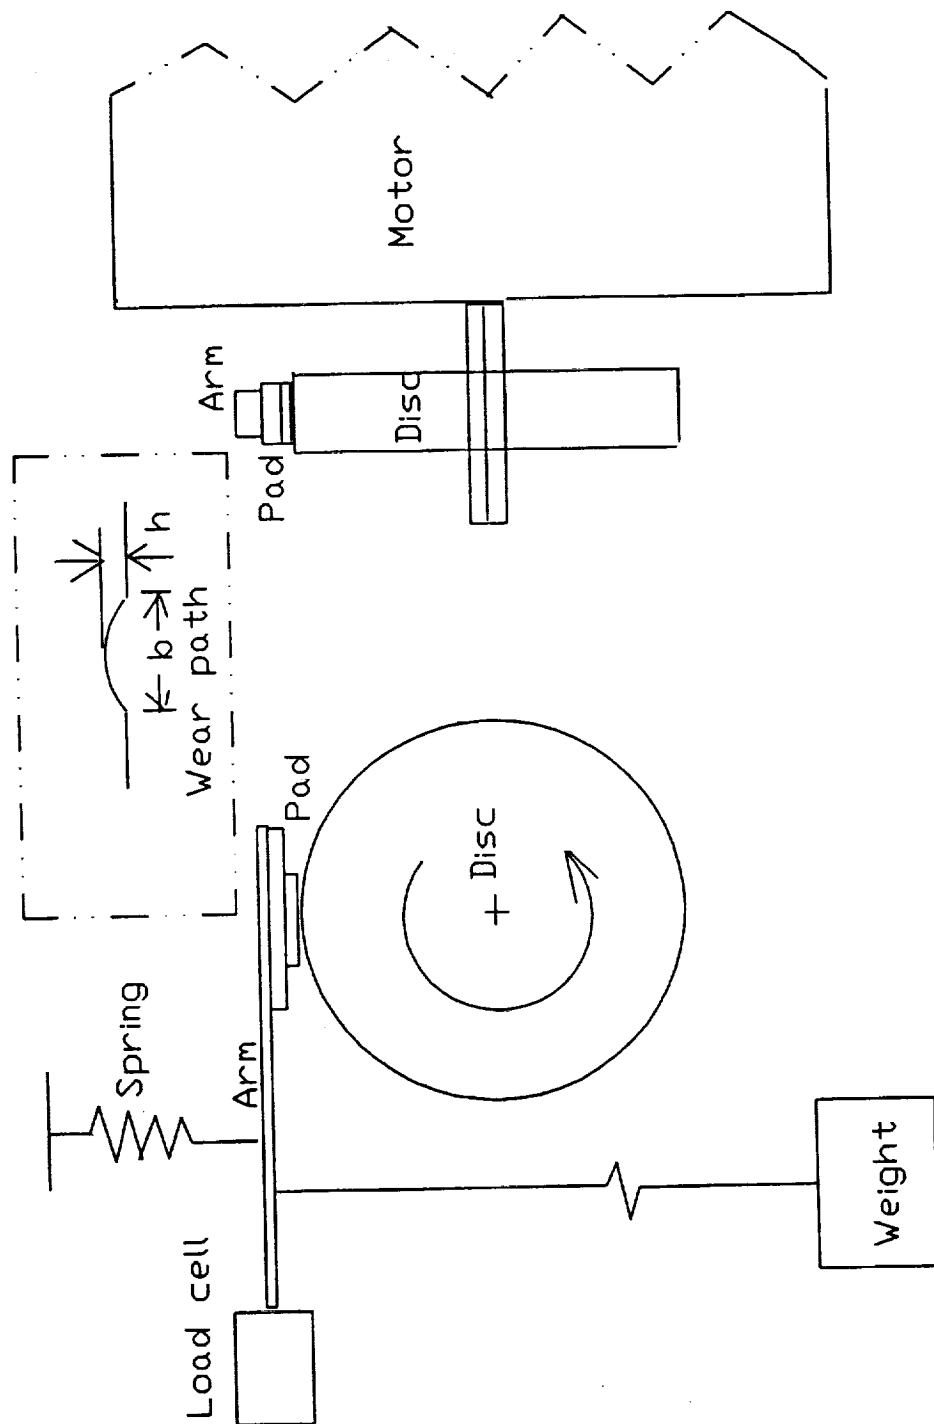 Load cell
Spring
Arm
Pad
Disc
Weight
b
h
Wear path
Pad
Arm
Disc
Motor